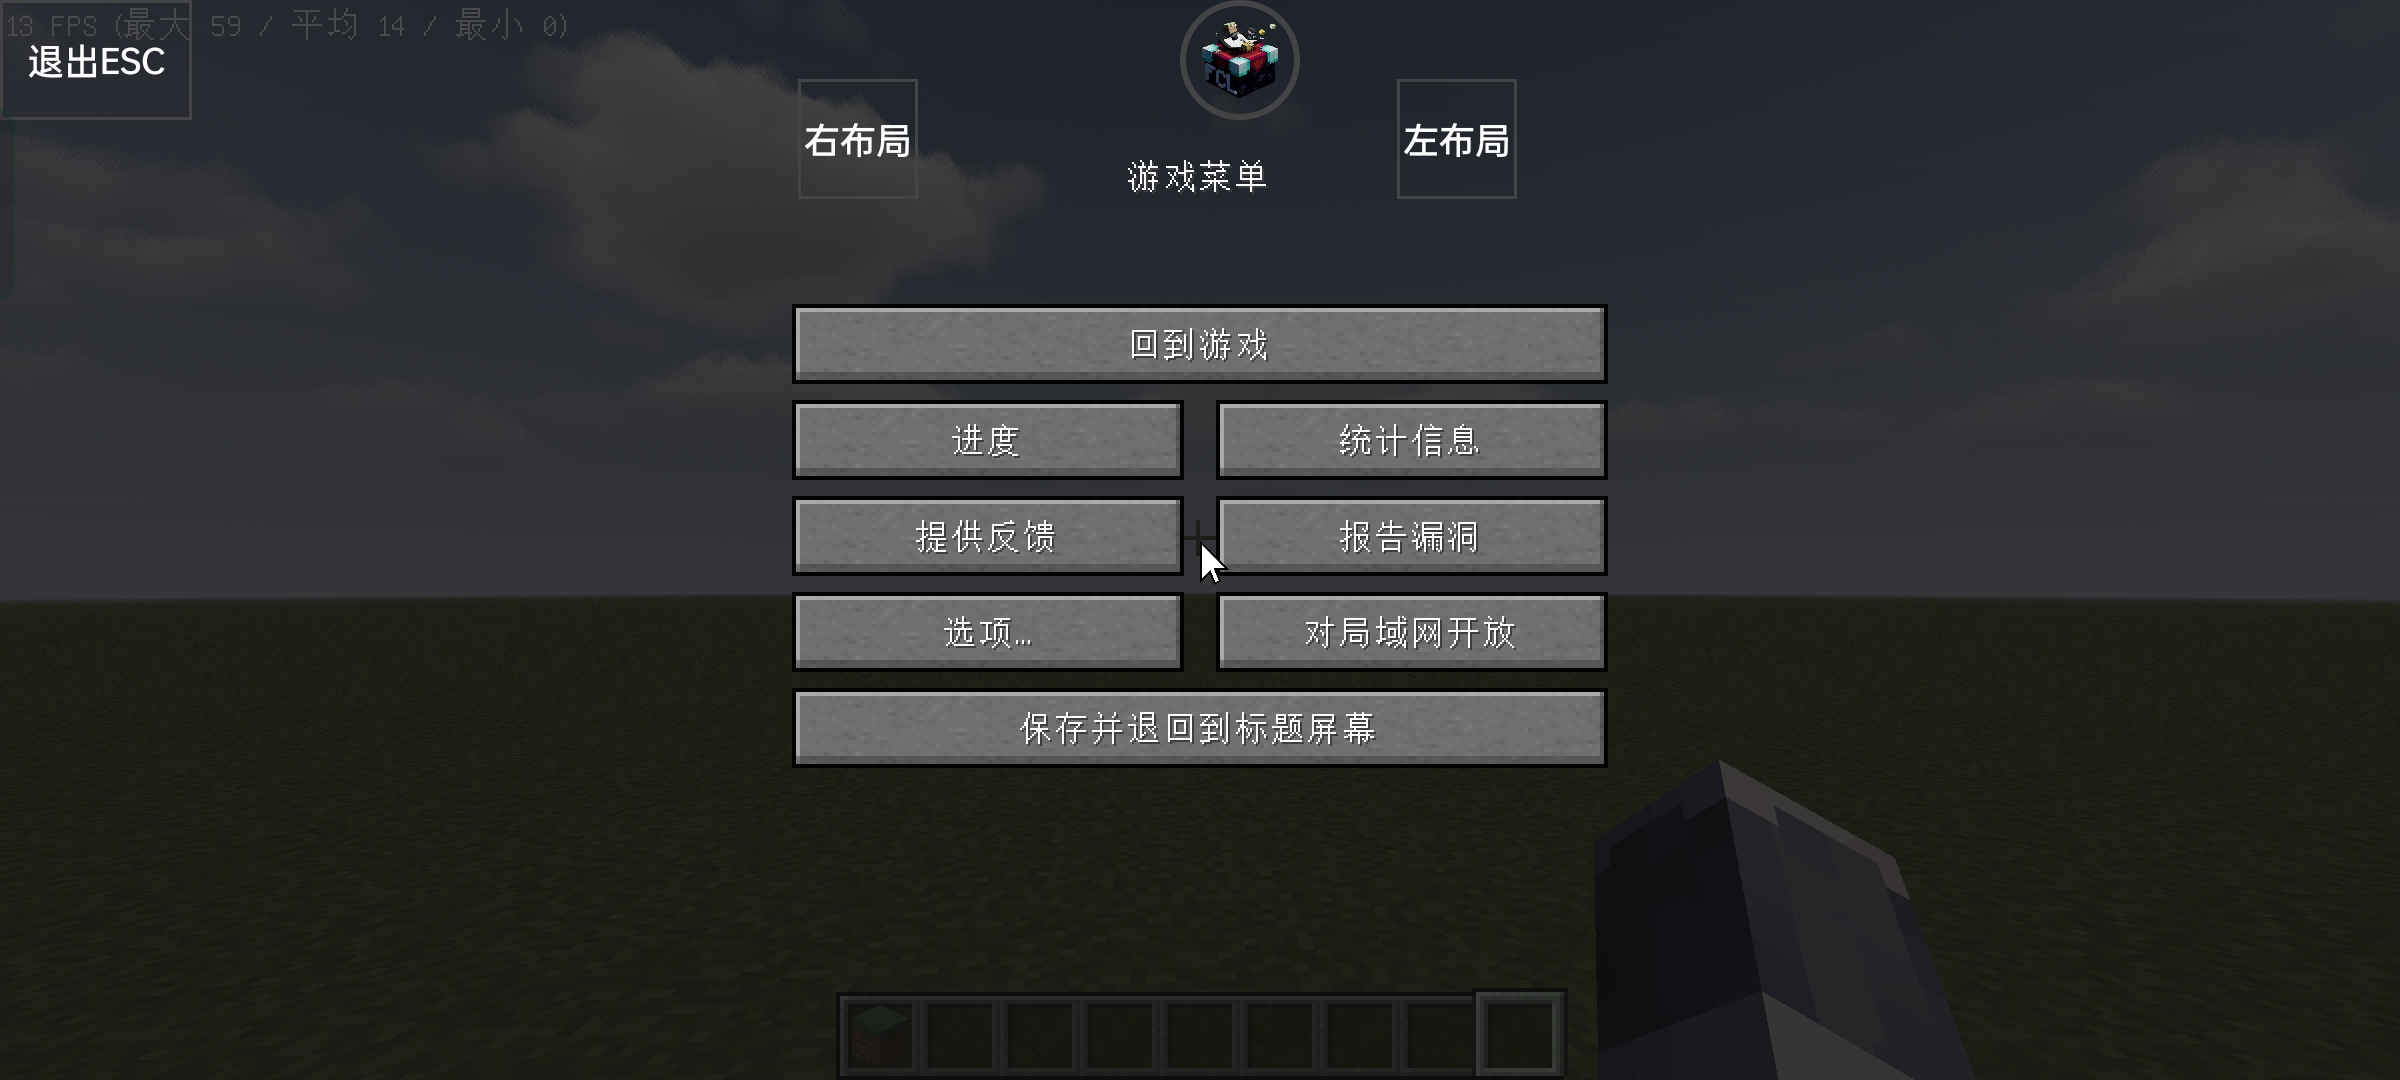 13 FPS (最大 59 / 平均 14 / 最小 0)
退出ESC
FCL
右布局
左布局
游戏菜单
回到游戏
进度
统计信息
提供反馈
报告漏洞
选项...
对局域网开放
保存并退回到标题屏幕